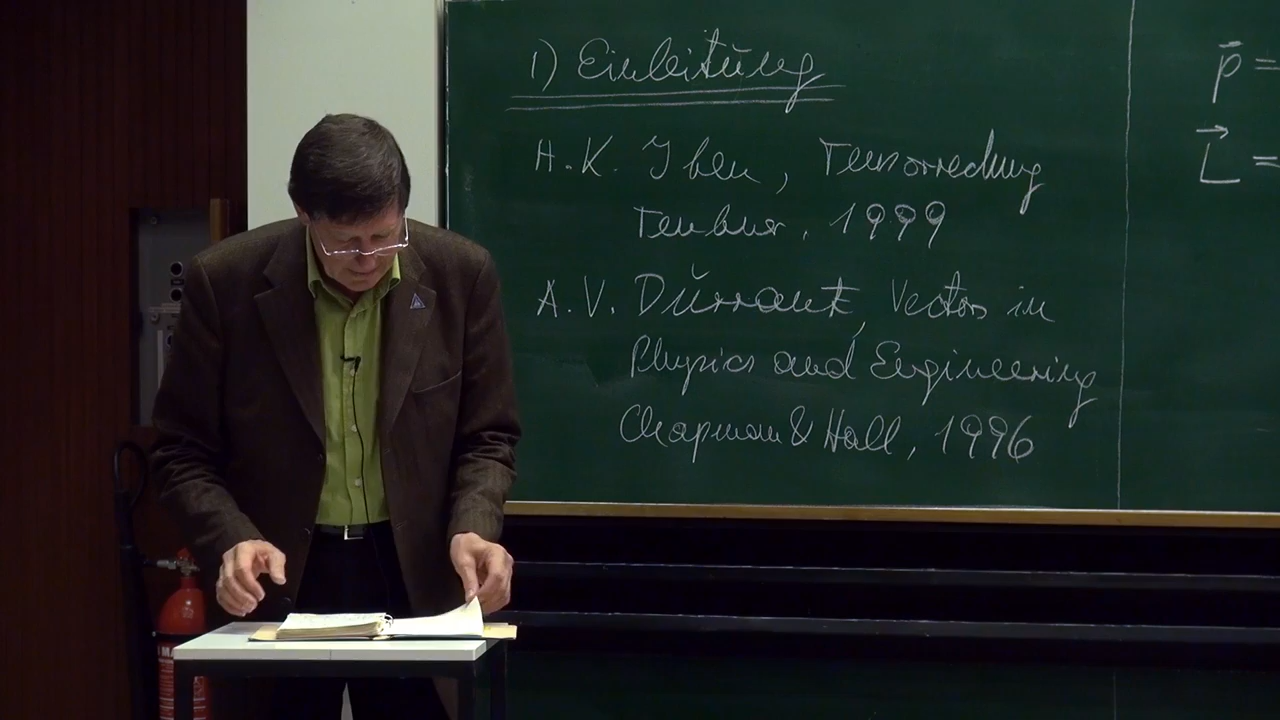 1) Einleitung
H.K. Iben, Tensorrechnung
Teubner, 1999
A.V. Durrant, Vectors in
Physics and Engineering
Chapman & Hall, 1996
p⃗ =
L⃗ =